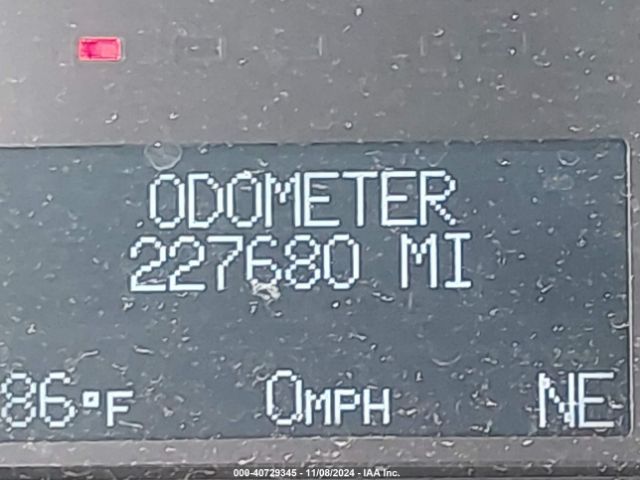 ODOMETER
227680 MI
86°F 0MPH NE
000-40729345 - 11/08/2024 - IAA Inc.